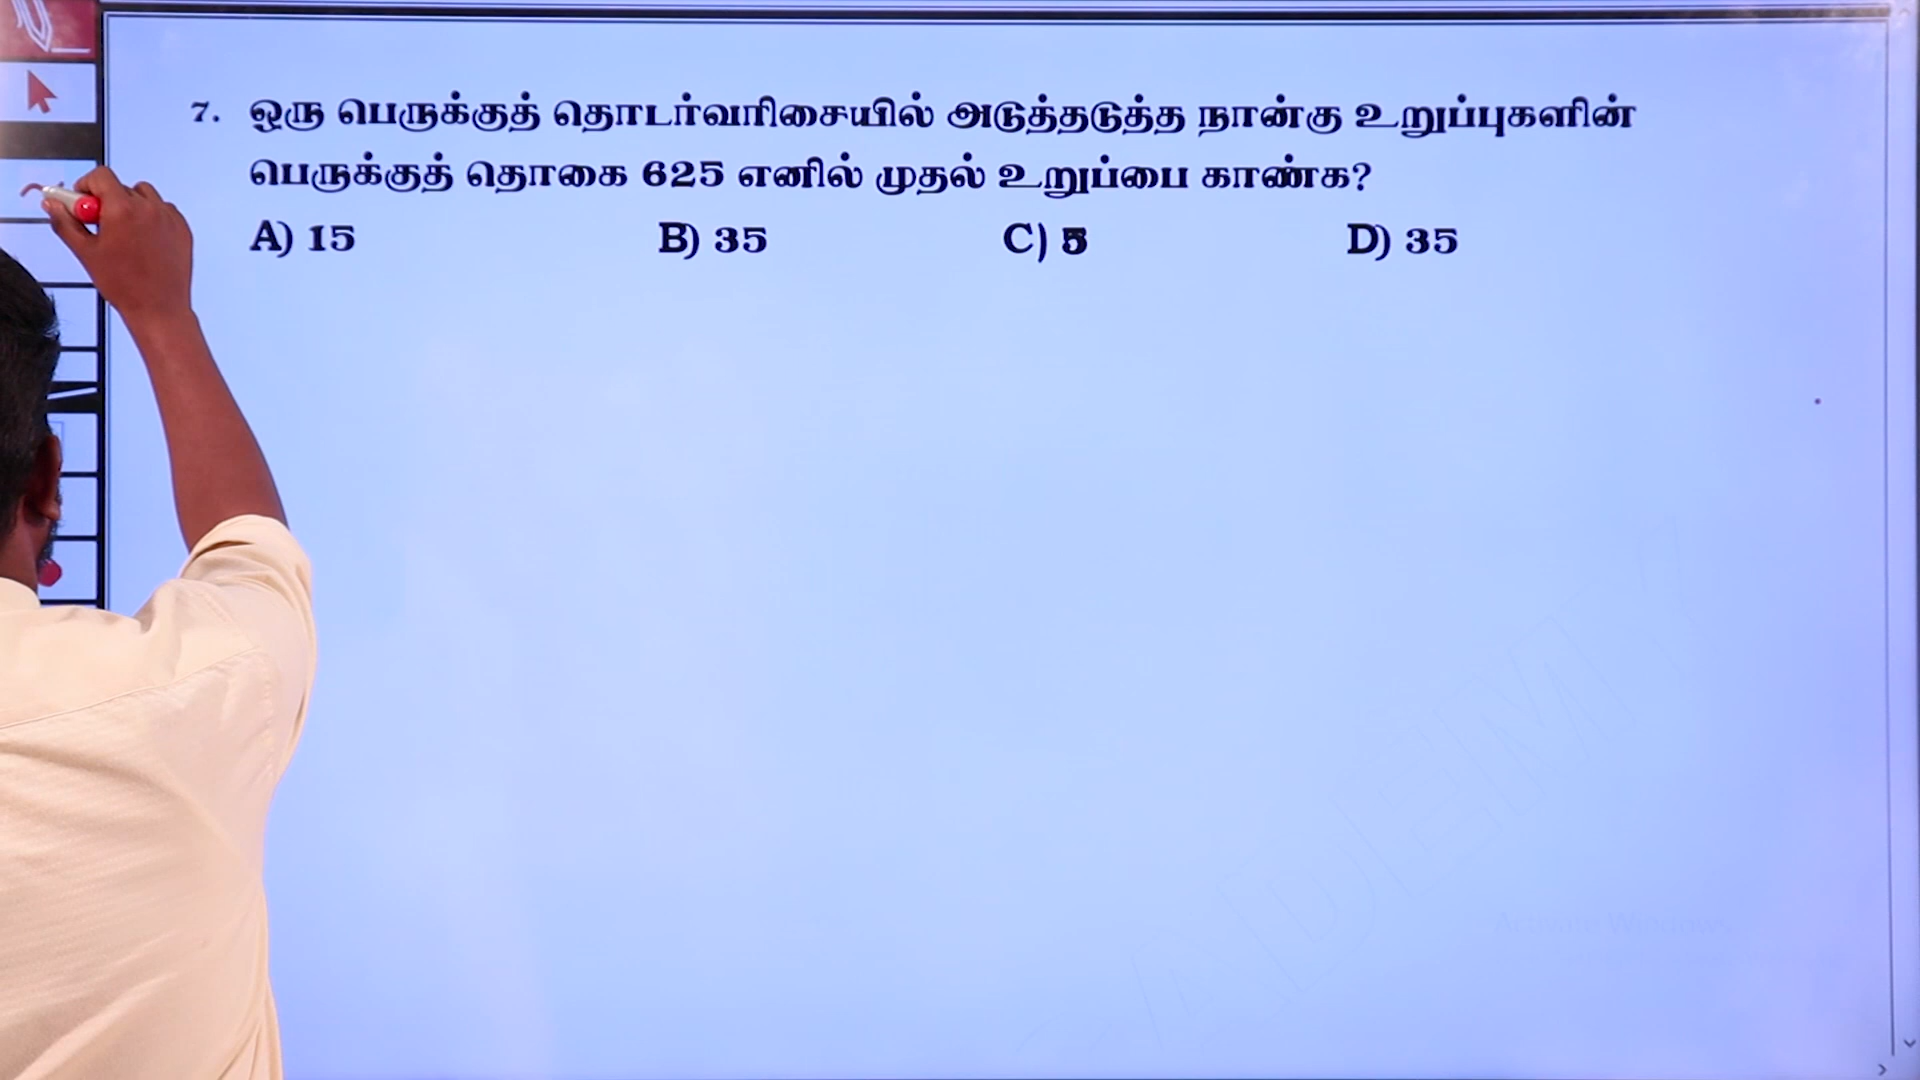 7. ஒரு பெருக்குத் தொடர்வரிசையில் அடுத்தடுத்த நான்கு உறுப்புகளின்
பெருக்குத் தொகை 625 எனில் முதல் உறுப்பை காண்க?
A) 15 B) 35 C) 5 D) 35